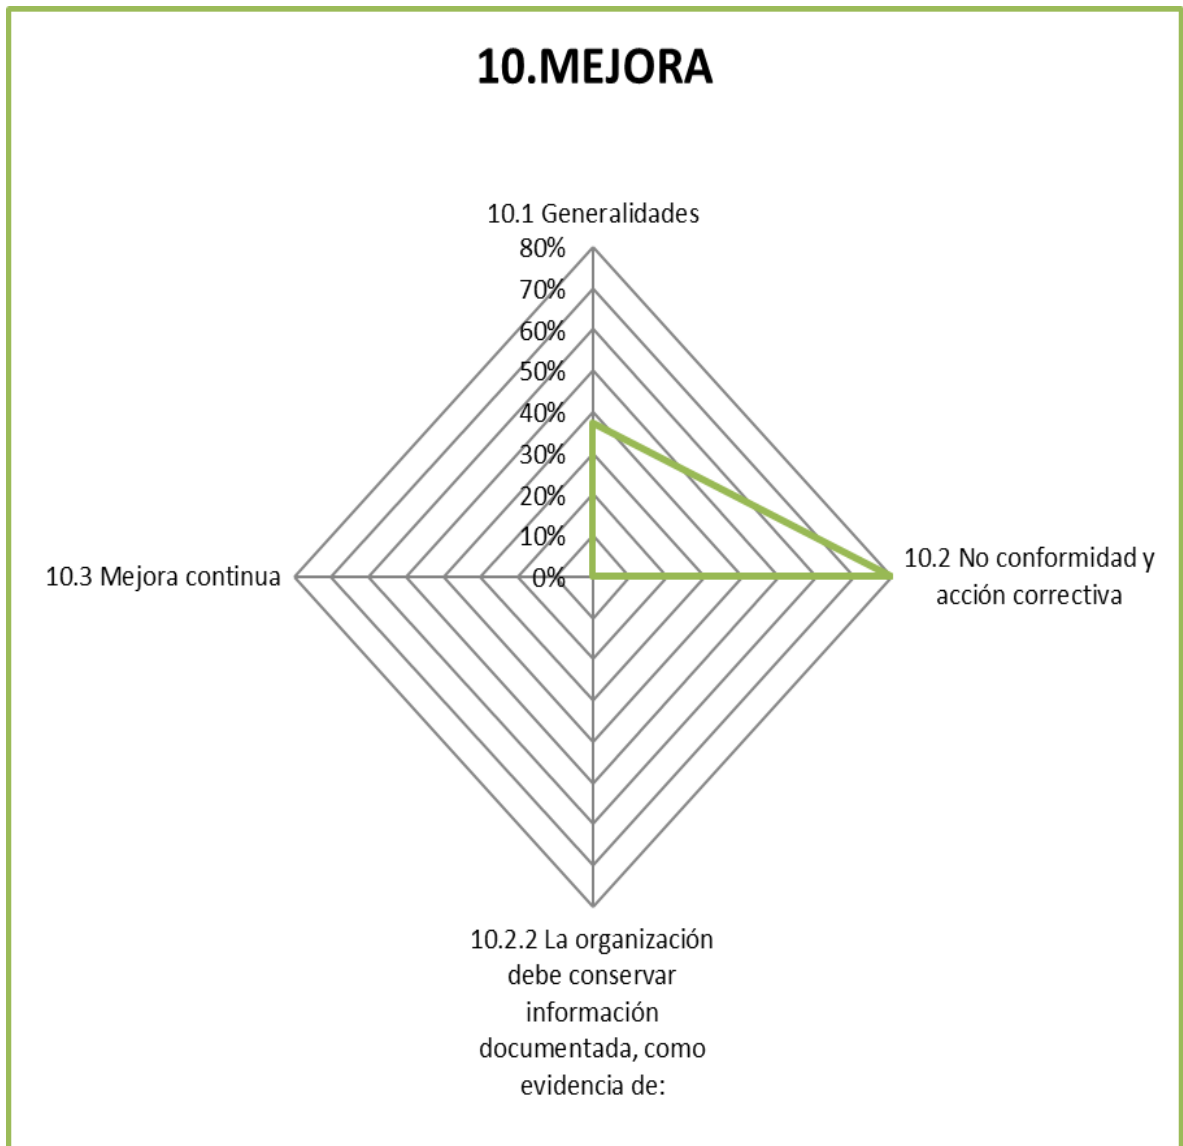 10.MEJORA
10.1 Generalidades
80%
70%
60%
50%
40%
30%
20%
10%
0%
10.2 No conformidad y
acción correctiva
10.3 Mejora continua
10.2.2 La organización
debe conservar
información
documentada, como
evidencia de: